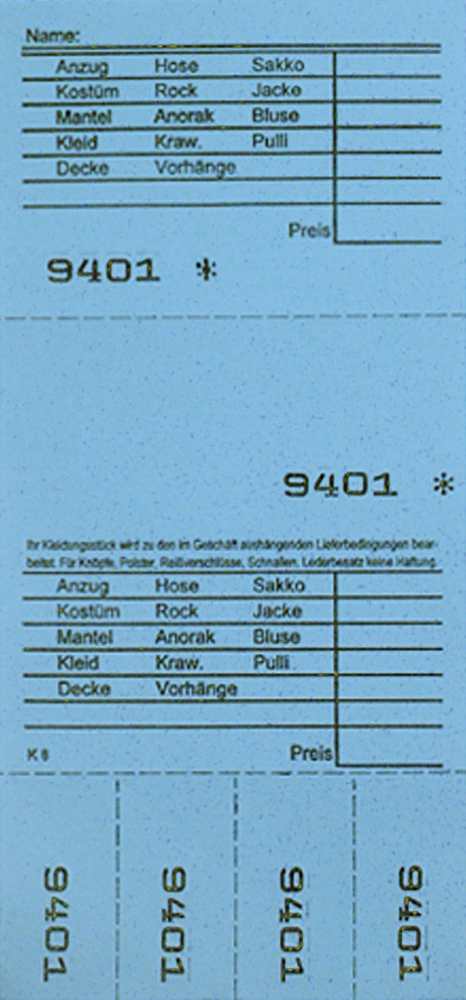 Name:
Anzug Hose Sakko
Kostüm Rock Jacke
Mantel Anorak Bluse
Kleid Kraw. Pulli
Decke Vorhänge
Preis
9401 *
9401 *
Ihr Kleidungsstück wird zu den im Geschäft aushängenden Lieferbedingungen bear-
beitet. Für Knöpfe, Polster, Reißverschlüsse, Schnallen, Lederbesatz keine Haftung.
Anzug Hose Sakko
Kostüm Rock Jacke
Mantel Anorak Bluse
Kleid Kraw. Pulli
Decke Vorhänge
K 6 Preis
9401 9401 9401 9401